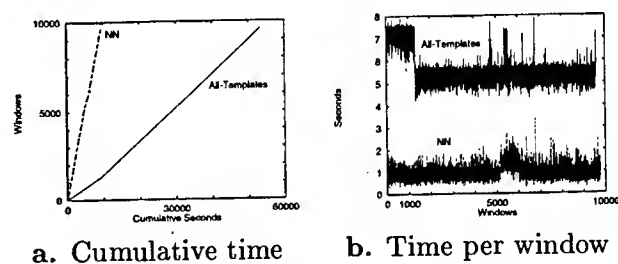 10000
5000
0
Windows
NN
All-Templates
0
30000
60000
Cumulative Seconds
a. Cumulative time
8
7
6
5
4
3
2
1
0
Seconds
All-Templates
NN
0
1000
5000
10000
Windows
b. Time per window